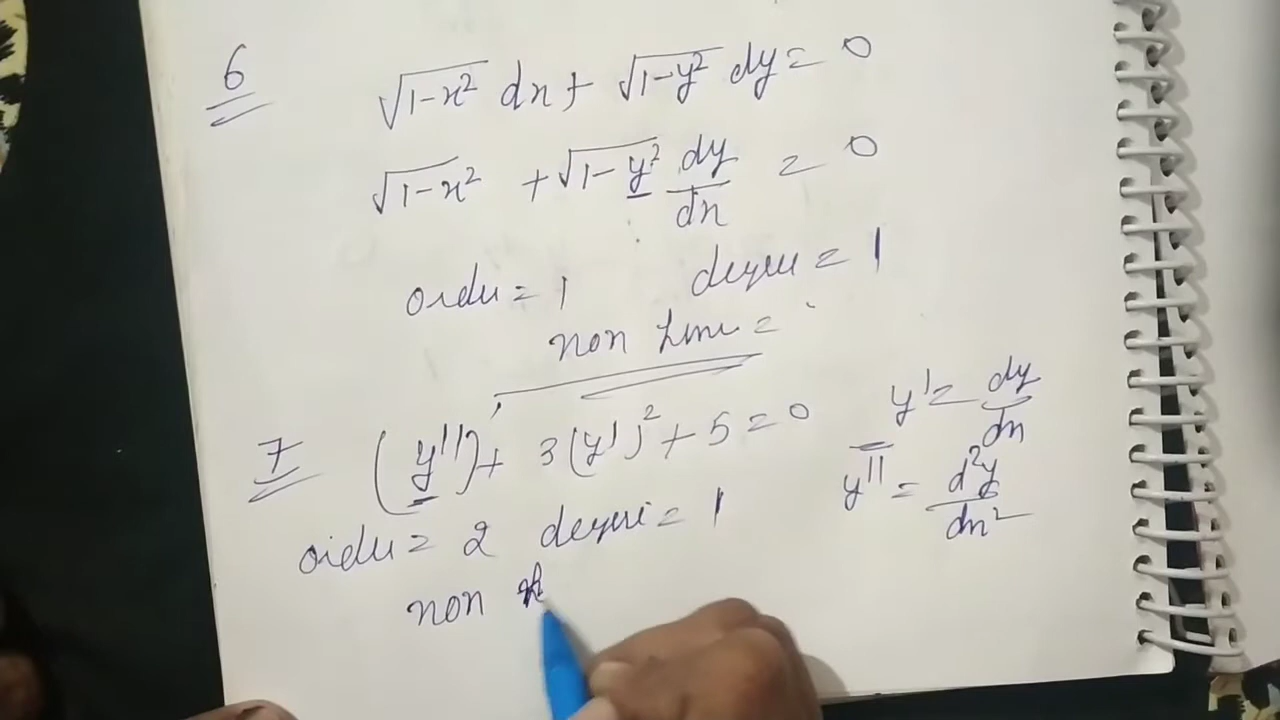 6
√1-x² dx + √1-y² dy = 0
√1-x² + √1-y² dy/dx = 0
order = 1 degree = 1
non
7
(y'') + 3(y')² + 5 = 0
y' = dy/dx
y'' = d²y/dx²
order = 2 degree = 1
non